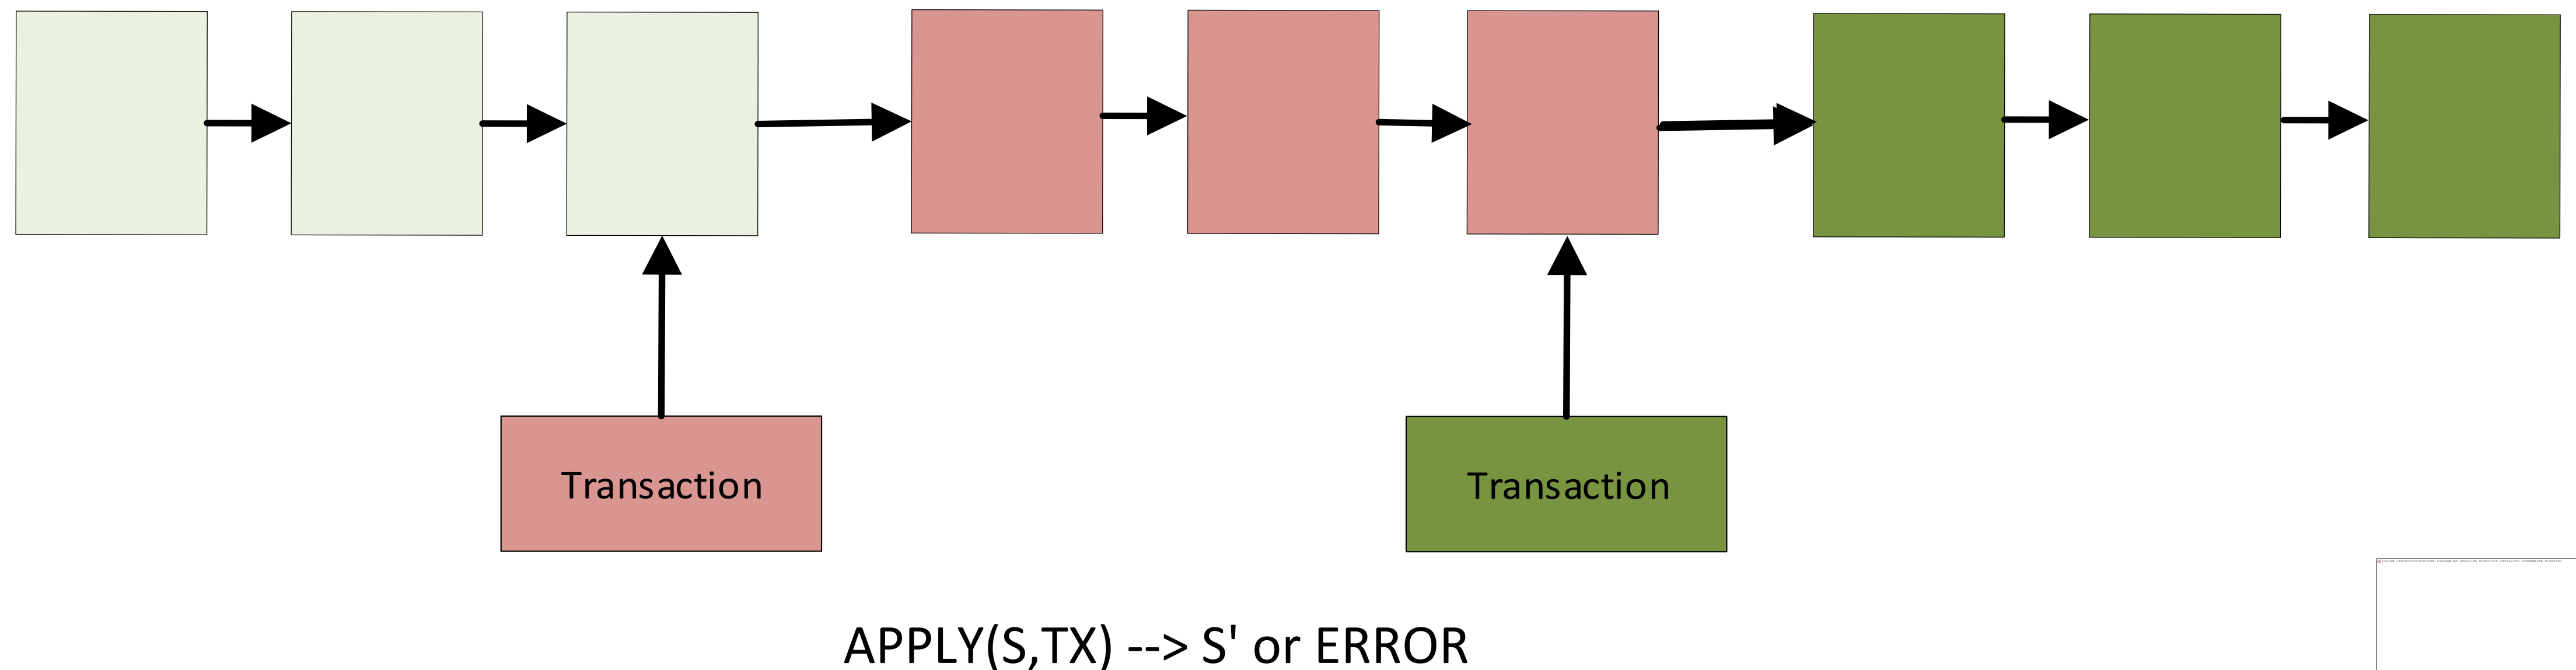 Transaction
Transaction
APPLY(S,TX) --> S' or ERROR